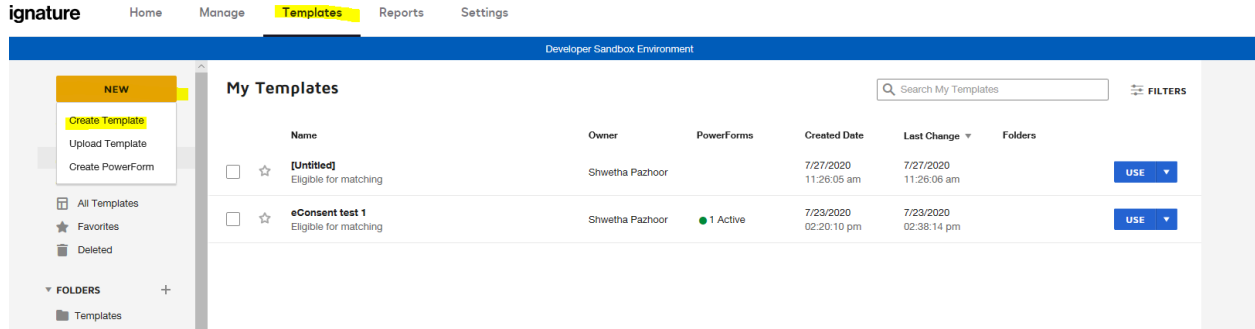 ignature Home Manage Templates Reports Settings
Developer Sandbox Environment
NEW
Create Template
Upload Template
Create PowerForm
All Templates
Favorites
Deleted
FOLDERS +
Templates
My Templates
Search My Templates
FILTERS
Name Owner PowerForms Created Date Last Change Folders
[Untitled] Shwetha Pazhoor 7/27/2020 7/27/2020 USE
Eligible for matching 11:26:05 am 11:26:06 am
eConsent test 1 Shwetha Pazhoor 1 Active 7/23/2020 7/23/2020 USE
Eligible for matching 02:20:10 pm 02:38:14 pm